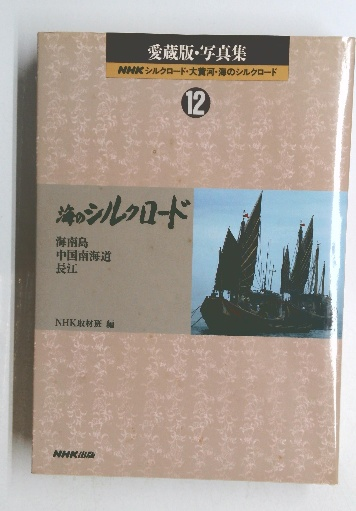 愛蔵版・写真集
NHKシルクロード・大黄河・海のシルクロード
12
海のシルクロード
海南島
中国南海道
長江
NHK取材班 編
NHK出版